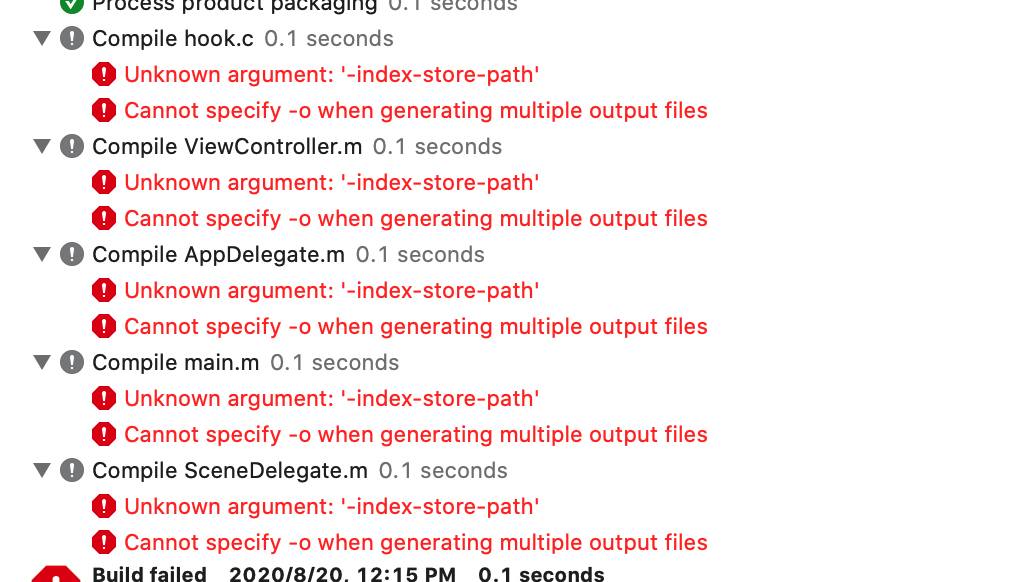 Process product packaging 0.1 seconds
Compile hook.c 0.1 seconds
Unknown argument: '-index-store-path'
Cannot specify -o when generating multiple output files
Compile ViewController.m 0.1 seconds
Unknown argument: '-index-store-path'
Cannot specify -o when generating multiple output files
Compile AppDelegate.m 0.1 seconds
Unknown argument: '-index-store-path'
Cannot specify -o when generating multiple output files
Compile main.m 0.1 seconds
Unknown argument: '-index-store-path'
Cannot specify -o when generating multiple output files
Compile SceneDelegate.m 0.1 seconds
Unknown argument: '-index-store-path'
Cannot specify -o when generating multiple output files
Build failed 2020/8/20, 12:15 PM 0.1 seconds